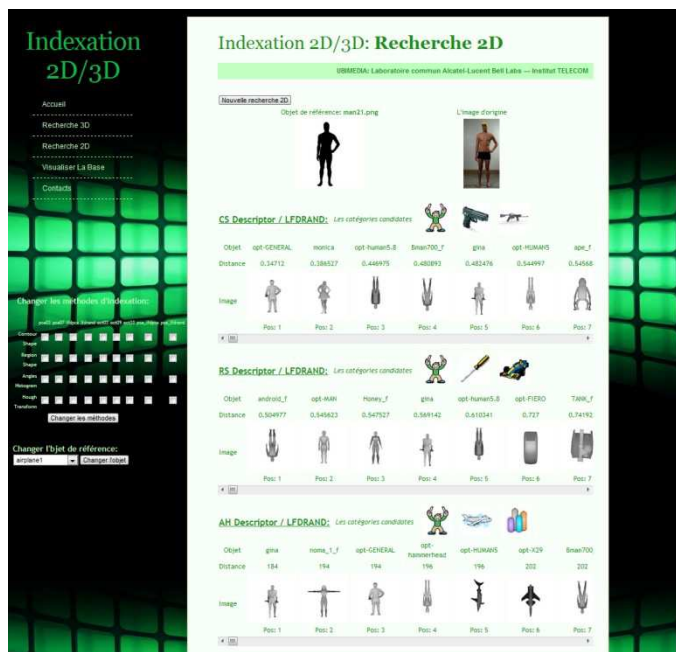 Indexation
2D/3D
Accueil
Recherche 3D
Recherche 2D
Visualiser La Base
Contacts
Changer les méthodes d'indexation:
Contour
Shape
Region
Shape
Angles
Histogram
Hough
Transform
Changer les méthodes
Changer l'bjet de référence:
airplane1 Changer l'objet
Indexation 2D/3D: Recherche 2D
UBIMEDIA: Laboratoire commun Alcatel-Lucent Bell Labs — Institut TELECOM
Nouvelle recherche 2D
Objet de référence: man21.png L'image d'origine
CS Descriptor / LFDRAND: Les catégories candidates
Objet opt-GENERAL monica opt-human5.8 8man700_f gina opt-HUMANS ape_f
Distance 0.34712 0.386527 0.446975 0.480893 0.482476 0.544997 0.54568
Image
Pos: 1 Pos: 2 Pos: 3 Pos: 4 Pos: 5 Pos: 6 Pos: 7
RS Descriptor / LFDRAND: Les catégories candidates
Objet android_f opt-MAN Honey_f gina opt-human5.8 opt-FIERO TANK_f
Distance 0.504977 0.545623 0.547527 0.569142 0.610341 0.727 0.74192
Image
Pos: 1 Pos: 2 Pos: 3 Pos: 4 Pos: 5 Pos: 6 Pos: 7
AH Descriptor / LFDRAND: Les catégories candidates
Objet gina noma_1_f opt-GENERAL opt-hammerhead opt-HUMANS opt-X29 8man700
Distance 184 194 194 196 196 202 202
Image
Pos: 1 Pos: 2 Pos: 3 Pos: 4 Pos: 5 Pos: 6 Pos: 7